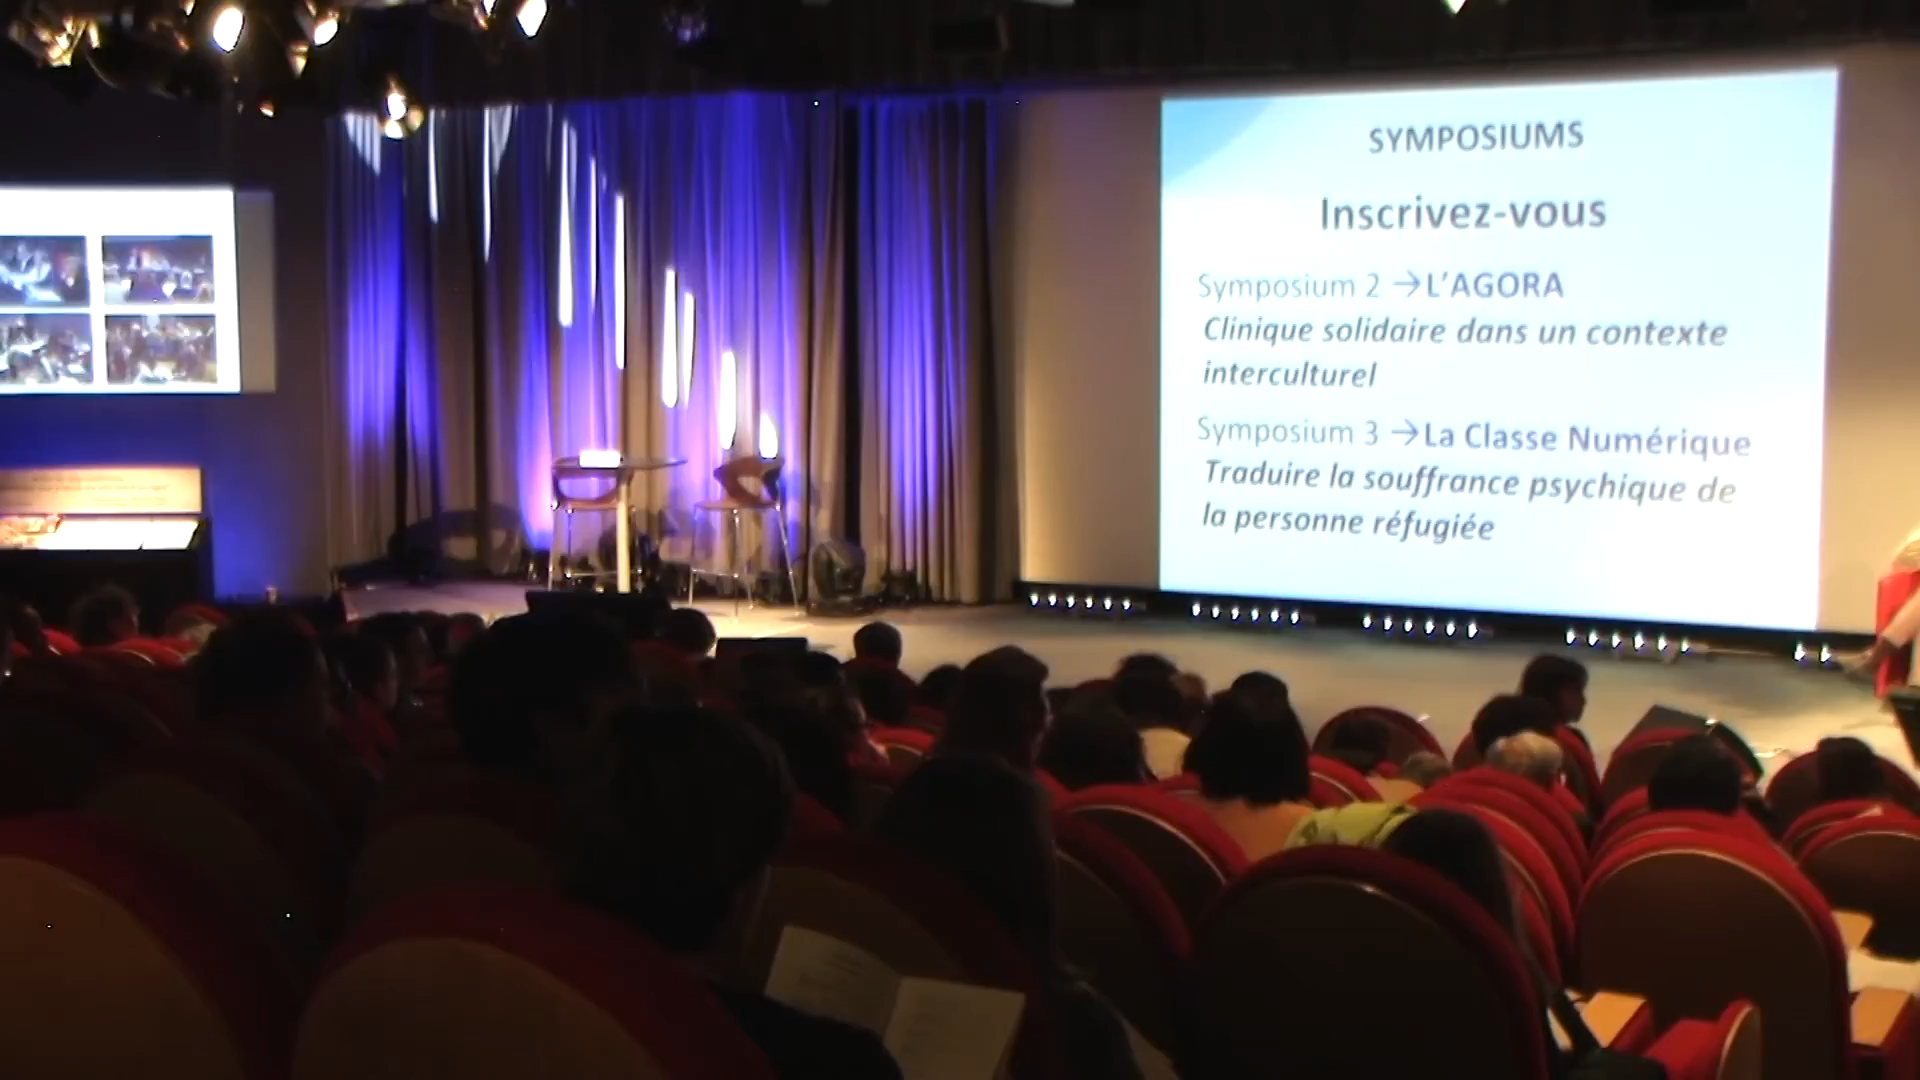 SYMPOSIUMS
Inscrivez-vous
Symposium 2 →L'AGORA
Clinique solidaire dans un contexte
interculturel
Symposium 3 →La Classe Numérique
Traduire la souffrance psychique de
la personne réfugiée